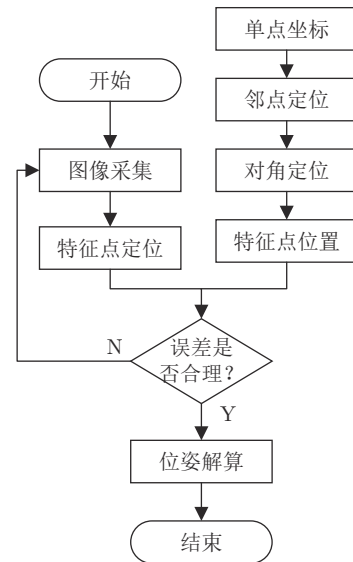 单点坐标
开始
邻点定位
图像采集
对角定位
特征点定位
特征点位置
N
误差是
否合理？
Y
位姿解算
结束